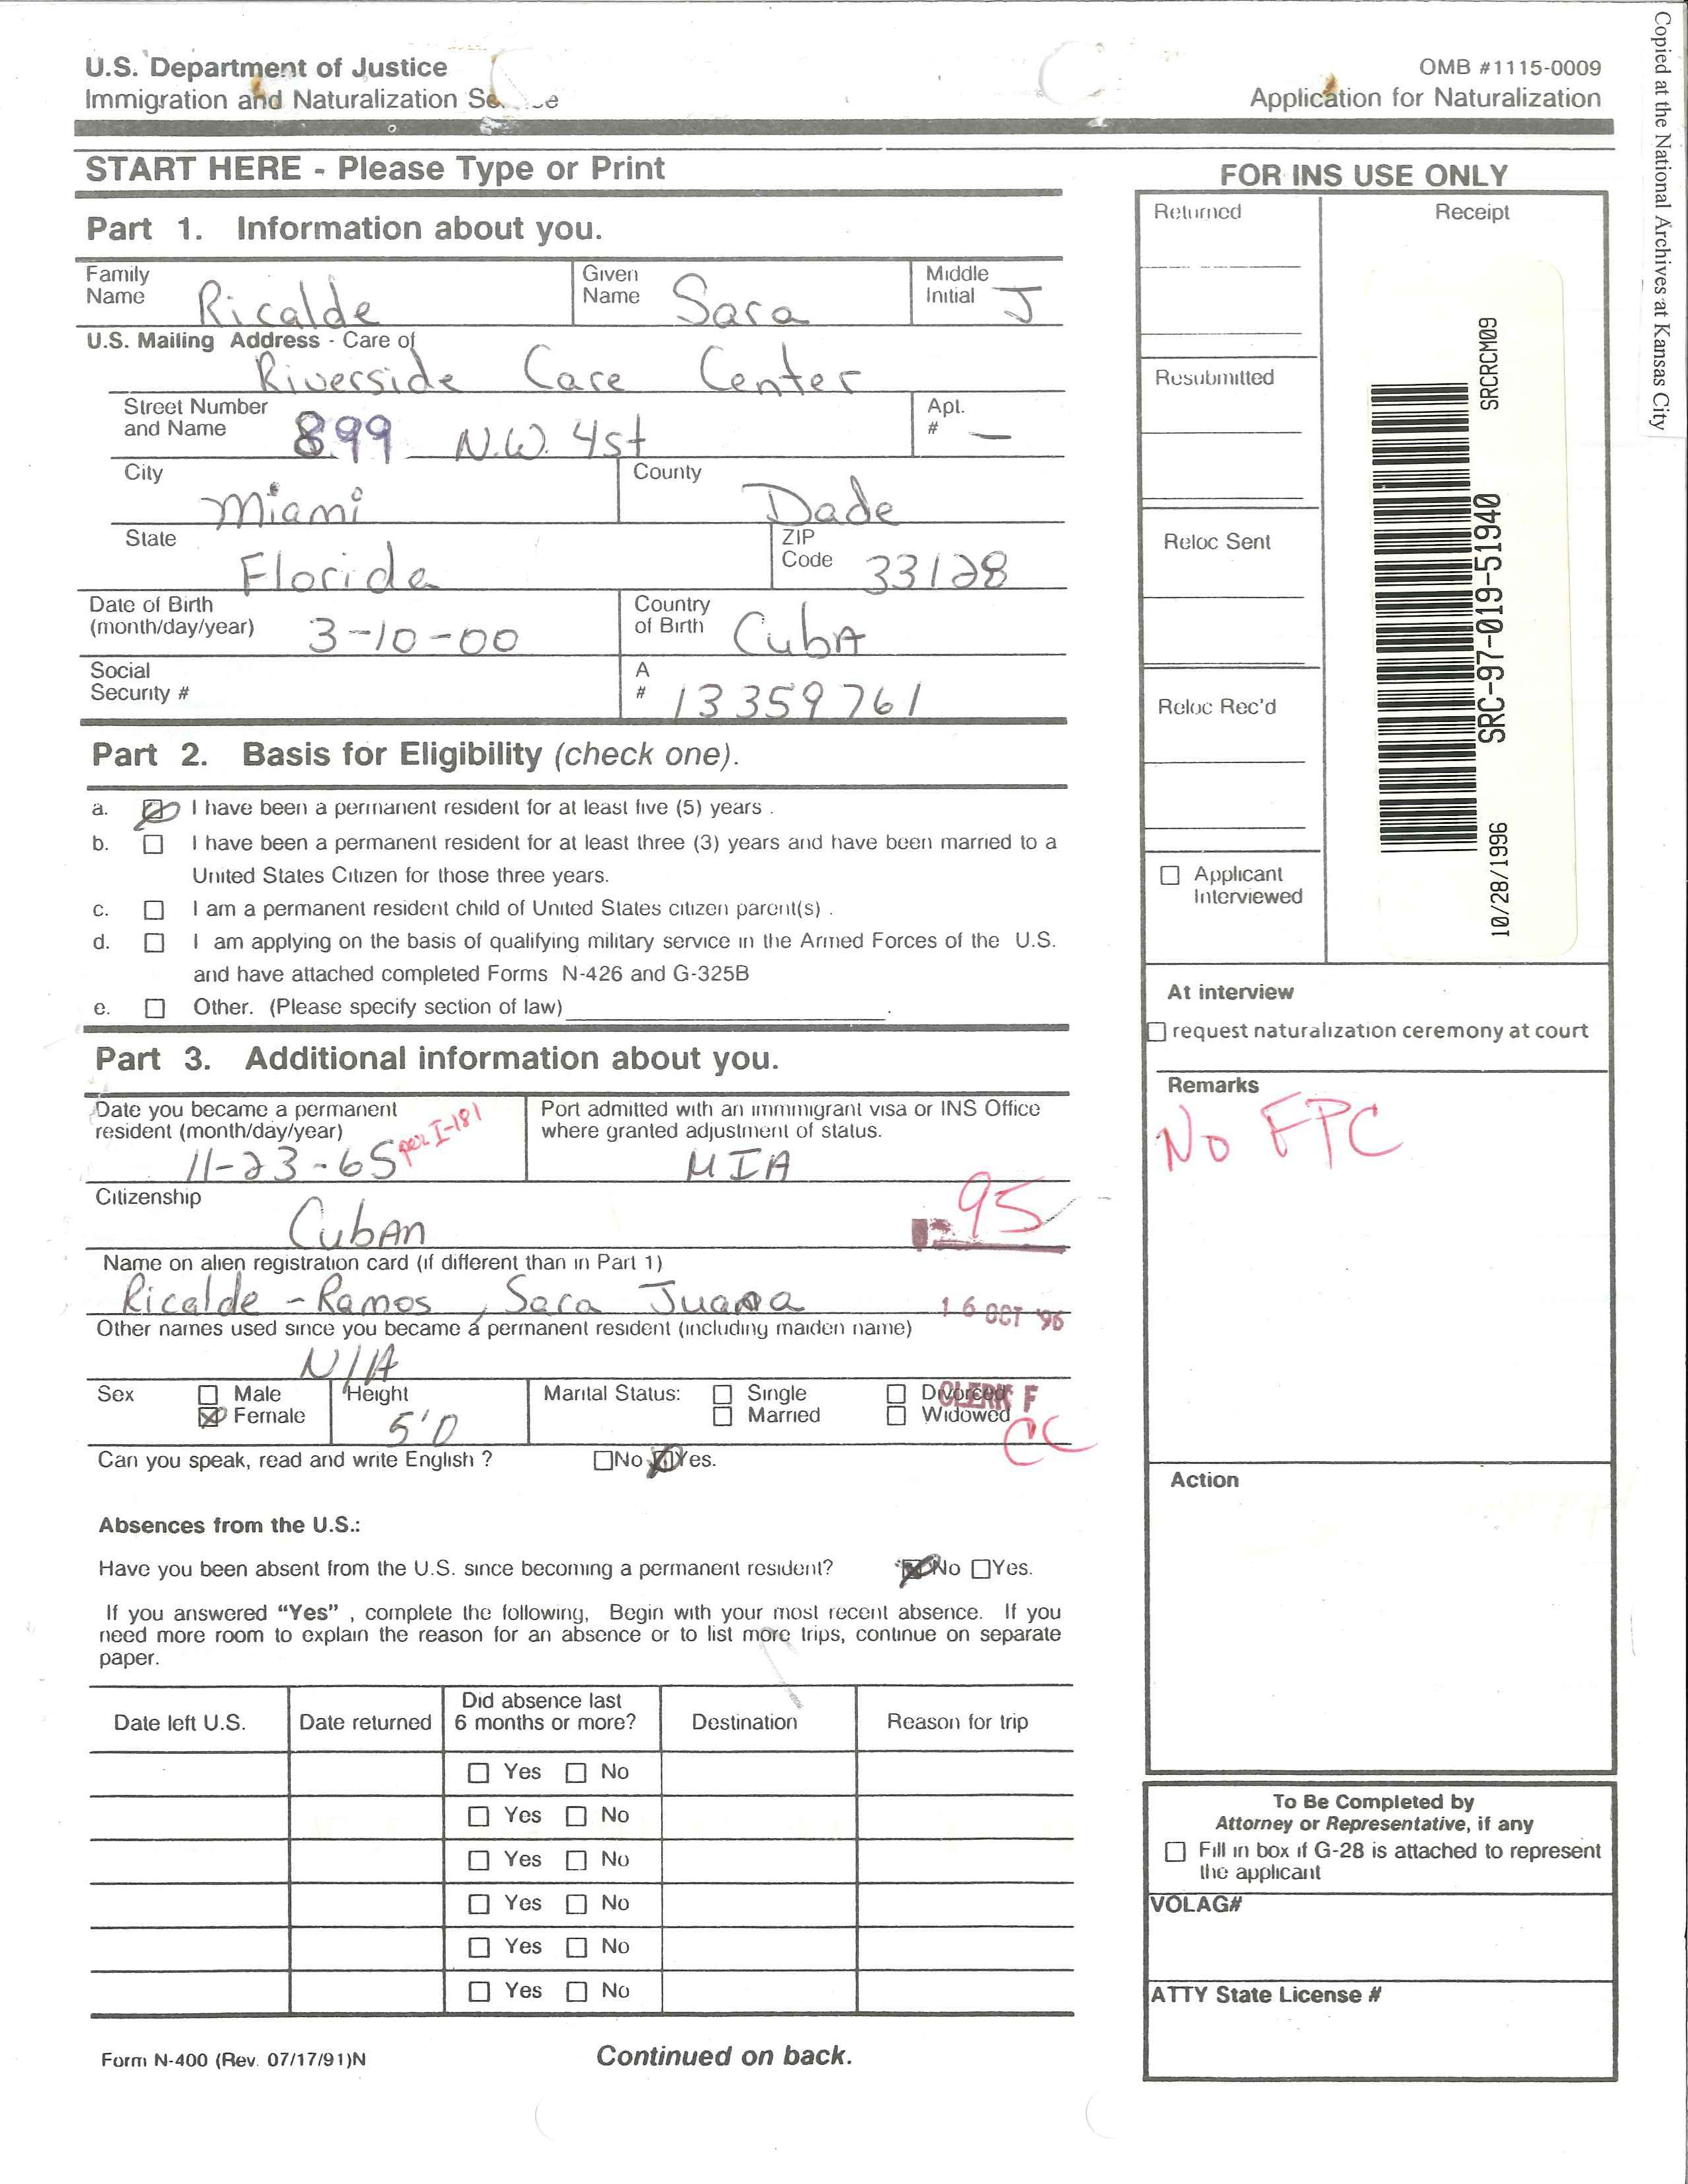 U.S. Department of Justice
Immigration and Naturalization
OMB #1115-0009
Application for Naturalization
START HERE - Please Type or Print
Part 1. Information about you.
Family Name Ricalde
Given Name Sara
Middle Initial J
U.S. Mailing Address - Care of
Riverside Care Center
Street Number and Name 899 N.W. 4st
Apt. # —
City Miami
County Dade
State Florida
ZIP Code 33128
Date of Birth (month/day/year) 3-10-00
Country of Birth CubA
Social Security #
A # 13359761
Part 2. Basis for Eligibility (check one).
a. I have been a permanent resident for at least five (5) years .
b. I have been a permanent resident for at least three (3) years and have been married to a
United States Citizen for those three years.
c. I am a permanent resident child of United States citizen parent(s) .
d. I am applying on the basis of qualifying military service in the Armed Forces of the U.S.
and have attached completed Forms N-426 and G-325B
e. Other. (Please specify section of law)
Part 3. Additional information about you.
Date you became a permanent
resident (month/day/year)
11-23-65 per I-181
Port admitted with an immmigrant visa or INS Office
where granted adjustment of status.
MIA
Citizenship
CubAn
95
Name on alien registration card (if different than in Part 1)
Ricalde - Ramos, Sara Juana
16 OCT 96
Other names used since you became a permanent resident (including maiden name)
N/A
Sex
Male
Female
Height
5'0
Marital Status:
Single
Married
Divorced
Widowed
CLERK F
CC
Can you speak, read and write English ? No Yes.
Absences from the U.S.:
Have you been absent from the U.S. since becoming a permanent resident? No Yes.
If you answered “Yes” , complete the following, Begin with your most recent absence. If you
need more room to explain the reason for an absence or to list more trips, continue on separate
paper.
Date left U.S.
Date returned
Did absence last
6 months or more?
Destination
Reason for trip
Yes No
Yes No
Yes No
Yes No
Yes No
Yes No
Form N-400 (Rev. 07/17/91)N
Continued on back.
FOR INS USE ONLY
Returned
Receipt
Resubmitted
Reloc Sent
Reloc Rec'd
Applicant
Interviewed
SRCRCM09
SRC-97-019-51940
10/28/1996
At interview
request naturalization ceremony at court
Remarks
No FPC
Action
To Be Completed by
Attorney or Representative, if any
Fill in box if G-28 is attached to represent
the applicant
VOLAG#
ATTY State License #
Copied at the National Archives at Kansas City